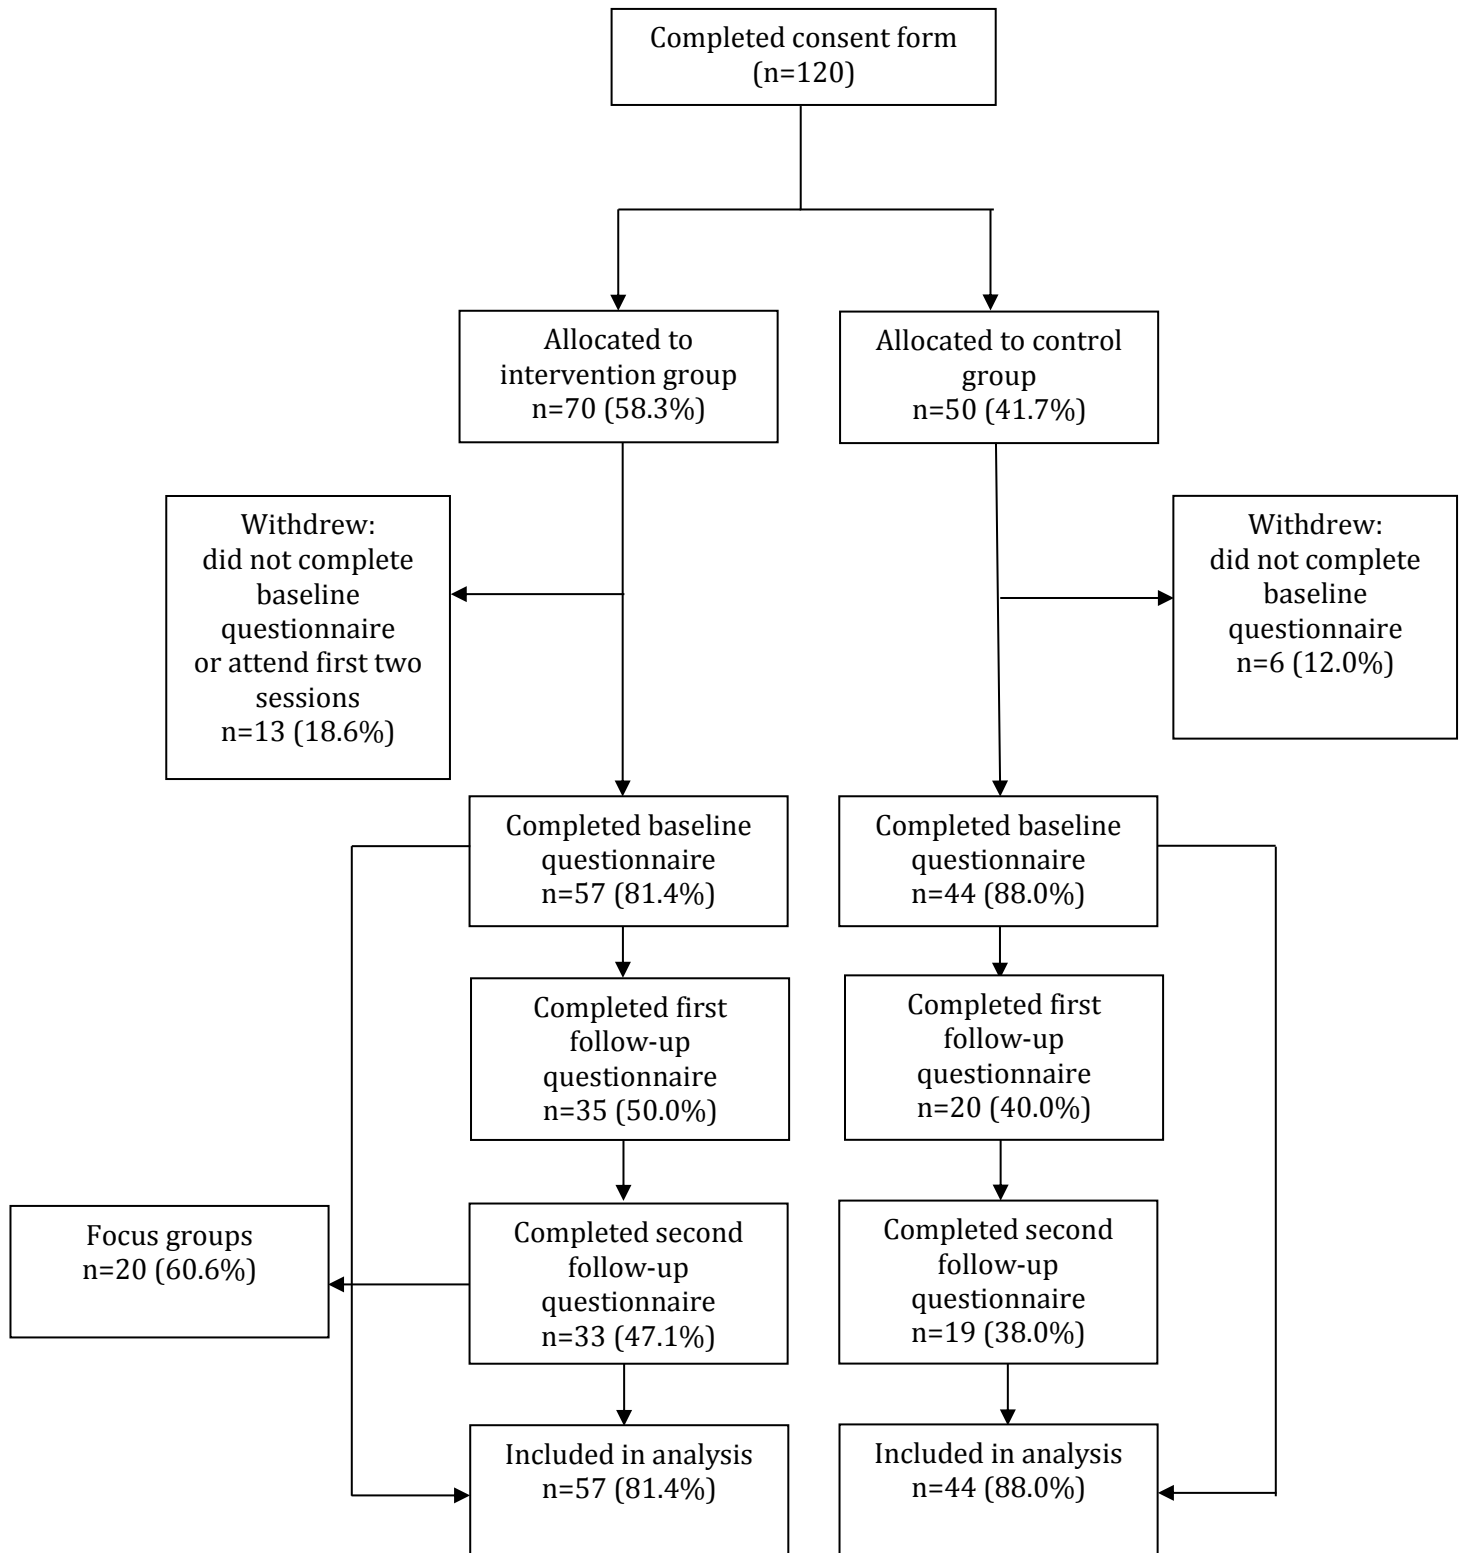 Completed consent form
(n=120)
Allocated to
intervention group
n=70 (58.3%)
Allocated to control
group
n=50 (41.7%)
Withdrew:
did not complete
baseline
questionnaire
or attend first two
sessions
n=13 (18.6%)
Withdrew:
did not complete
baseline
questionnaire
n=6 (12.0%)
Completed baseline
questionnaire
n=57 (81.4%)
Completed baseline
questionnaire
n=44 (88.0%)
Completed first
follow-up
questionnaire
n=35 (50.0%)
Completed first
follow-up
questionnaire
n=20 (40.0%)
Focus groups
n=20 (60.6%)
Completed second
follow-up
questionnaire
n=33 (47.1%)
Completed second
follow-up
questionnaire
n=19 (38.0%)
Included in analysis
n=57 (81.4%)
Included in analysis
n=44 (88.0%)